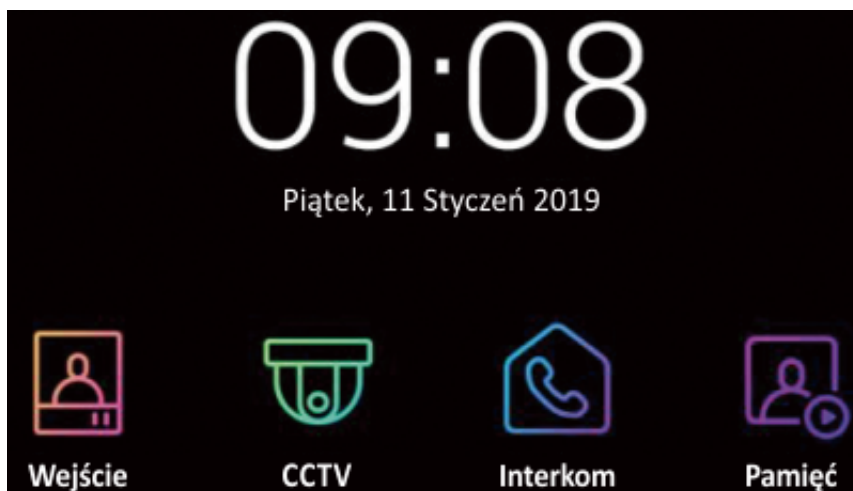 09:08
Piątek, 11 Styczeń 2019
Wejście CCTV Interkom Pamięć